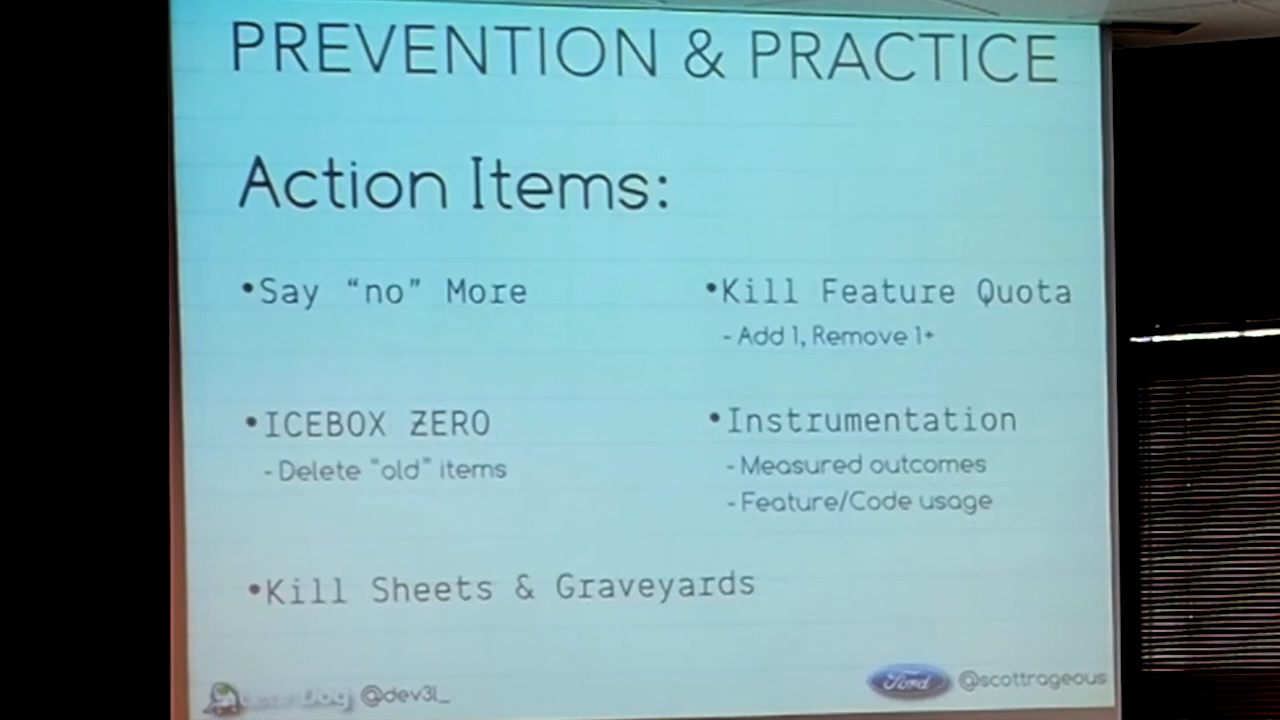 PREVENTION & PRACTICE
Action Items:
•Say “no” More
•ICEBOX ZERO
- Delete “old” items
•Kill Feature Quota
- Add 1, Remove 1+
•Instrumentation
- Measured outcomes
- Feature/Code usage
•Kill Sheets & Graveyards
@dev3l_
Ford
@scottrageous